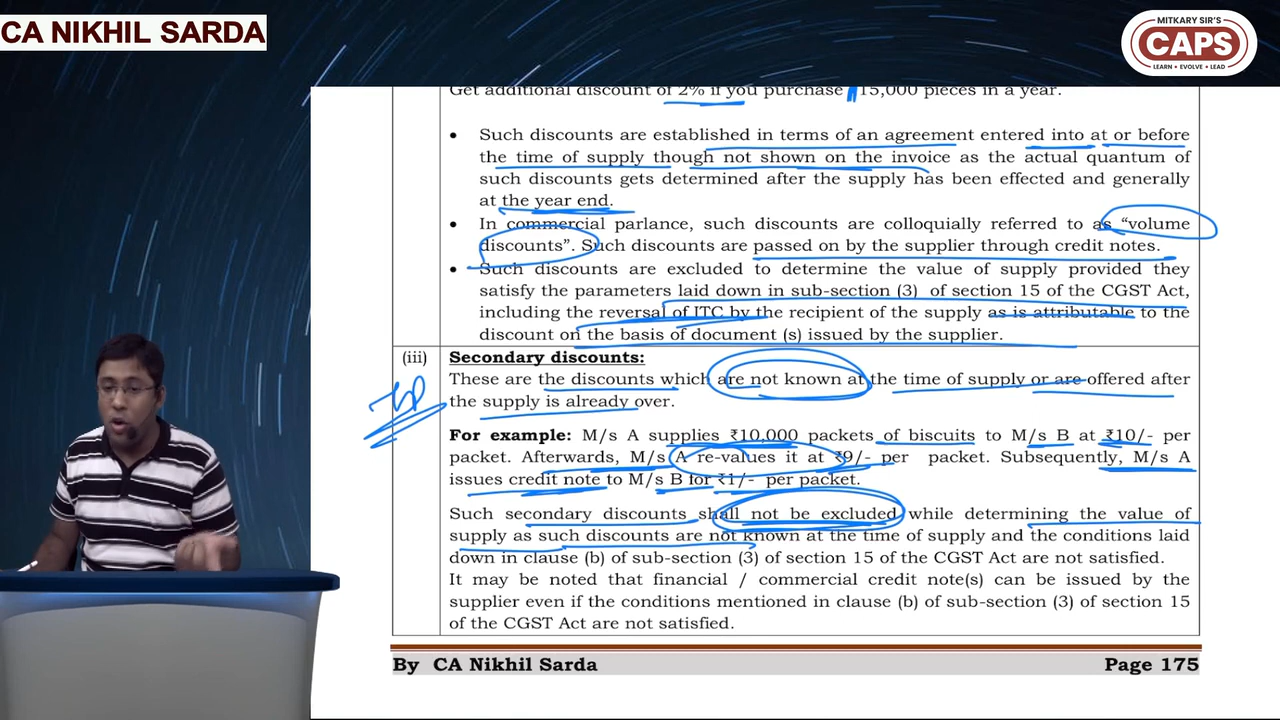 CA NIKHIL SARDA
MITKARY SIR'S
CAPS
LEARN • EVOLVE • LEAD
Get additional discount of 2% if you purchase 15,000 pieces in a year.
• Such discounts are established in terms of an agreement entered into at or before
the time of supply though not shown on the invoice as the actual quantum of
such discounts gets determined after the supply has been effected and generally
at the year end.
• In commercial parlance, such discounts are colloquially referred to as “volume
discounts”. Such discounts are passed on by the supplier through credit notes.
• Such discounts are excluded to determine the value of supply provided they
satisfy the parameters laid down in sub-section (3) of section 15 of the CGST Act,
including the reversal of ITC by the recipient of the supply as is attributable to the
discount on the basis of document (s) issued by the supplier.
(iii) Secondary discounts:
These are the discounts which are not known at the time of supply or are offered after
the supply is already over.
For example: M/s A supplies ₹10,000 packets of biscuits to M/s B at ₹10/- per
packet. Afterwards, M/s A re-values it at ₹9/- per packet. Subsequently, M/s A
issues credit note to M/s B for ₹1/- per packet.
Such secondary discounts shall not be excluded while determining the value of
supply as such discounts are not known at the time of supply and the conditions laid
down in clause (b) of sub-section (3) of section 15 of the CGST Act are not satisfied.
It may be noted that financial / commercial credit note(s) can be issued by the
supplier even if the conditions mentioned in clause (b) of sub-section (3) of section 15
of the CGST Act are not satisfied.
By CA Nikhil Sarda
Page 175